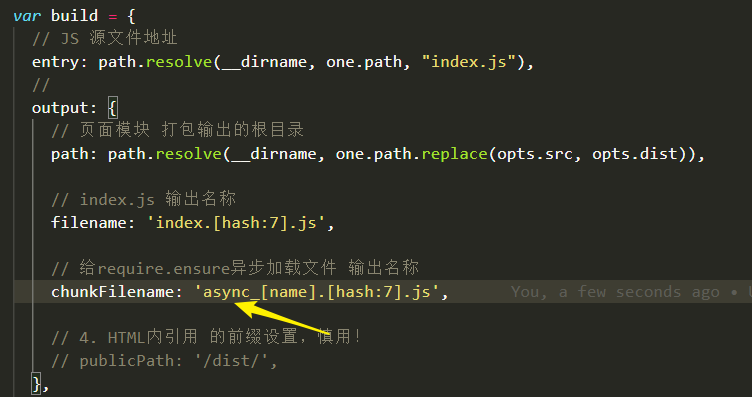 var build = {
// JS 源文件地址
entry: path.resolve(__dirname, one.path, "index.js"),
//
output: {
// 页面模块 打包输出的根目录
path: path.resolve(__dirname, one.path.replace(opts.src, opts.dist)),
// index.js 输出名称
filename: 'index.[hash:7].js',
// 给require.ensure异步加载文件 输出名称
chunkFilename: 'async_[name].[hash:7].js', You, a few seconds ago •
// 4. HTML内引用 的前缀设置，慎用！
// publicPath: '/dist/',
},